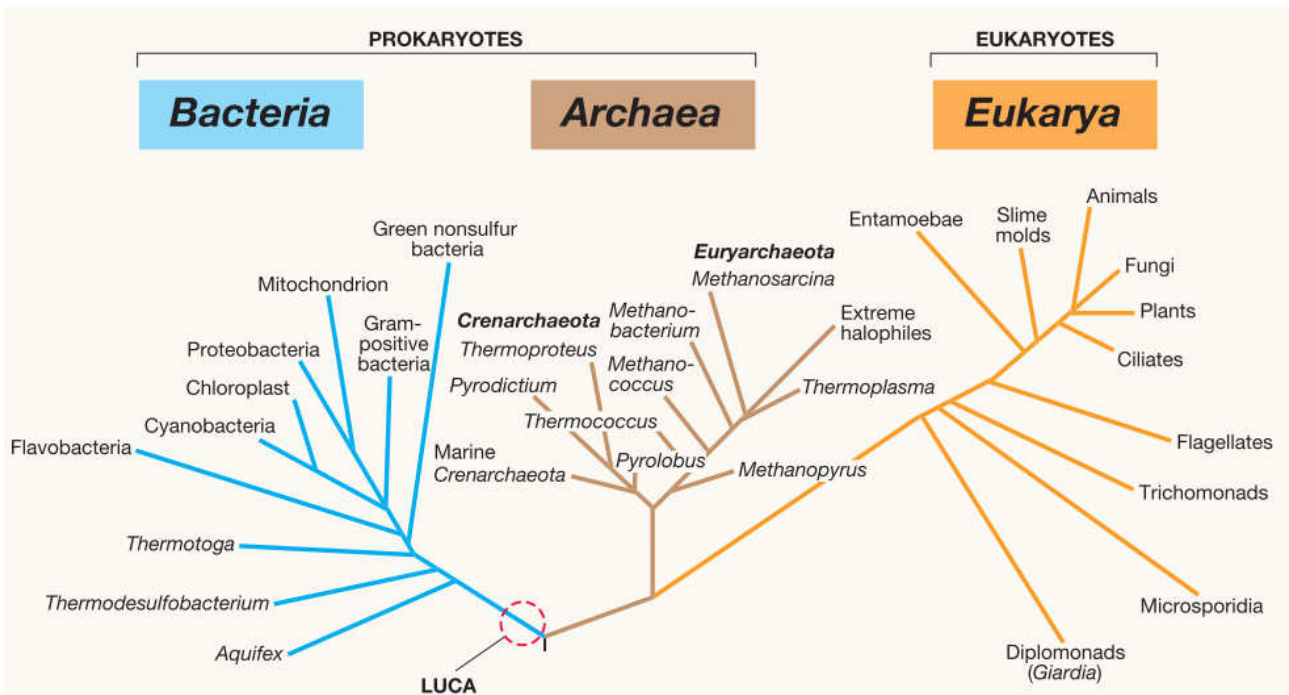 PROKARYOTES
EUKARYOTES
Bacteria
Archaea
Eukarya
Green nonsulfur
bacteria
Mitochondrion
Gram-
positive
bacteria
Proteobacteria
Chloroplast
Cyanobacteria
Flavobacteria
Thermotoga
Thermodesulfobacterium
Aquifex
LUCA
Crenarchaeota
Thermoproteus
Pyrodictium
Thermococcus
Marine
Crenarchaeota
Pyrolobus
Euryarchaeota
Methanosarcina
Methano-
bacterium
Methano-
coccus
Extreme
halophiles
Thermoplasma
Methanopyrus
Entamoebae
Slime
molds
Animals
Fungi
Plants
Ciliates
Flagellates
Trichomonads
Microsporidia
Diplomonads
(Giardia)